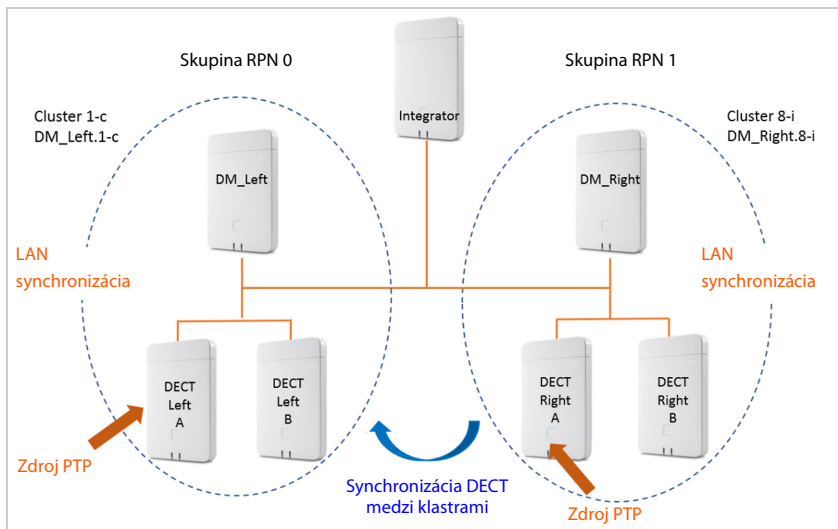 Skupina RPN 0
Skupina RPN 1
Integrator
Cluster 1-c
DM_Left.1-c
Cluster 8-i
DM_Right.8-i
DM_Left
DM_Right
LAN
synchronizácia
LAN
synchronizácia
DECT
Left
A
DECT
Left
B
DECT
Right
A
DECT
Right
B
Zdroj PTP
Synchronizácia DECT
medzi klastrami
Zdroj PTP